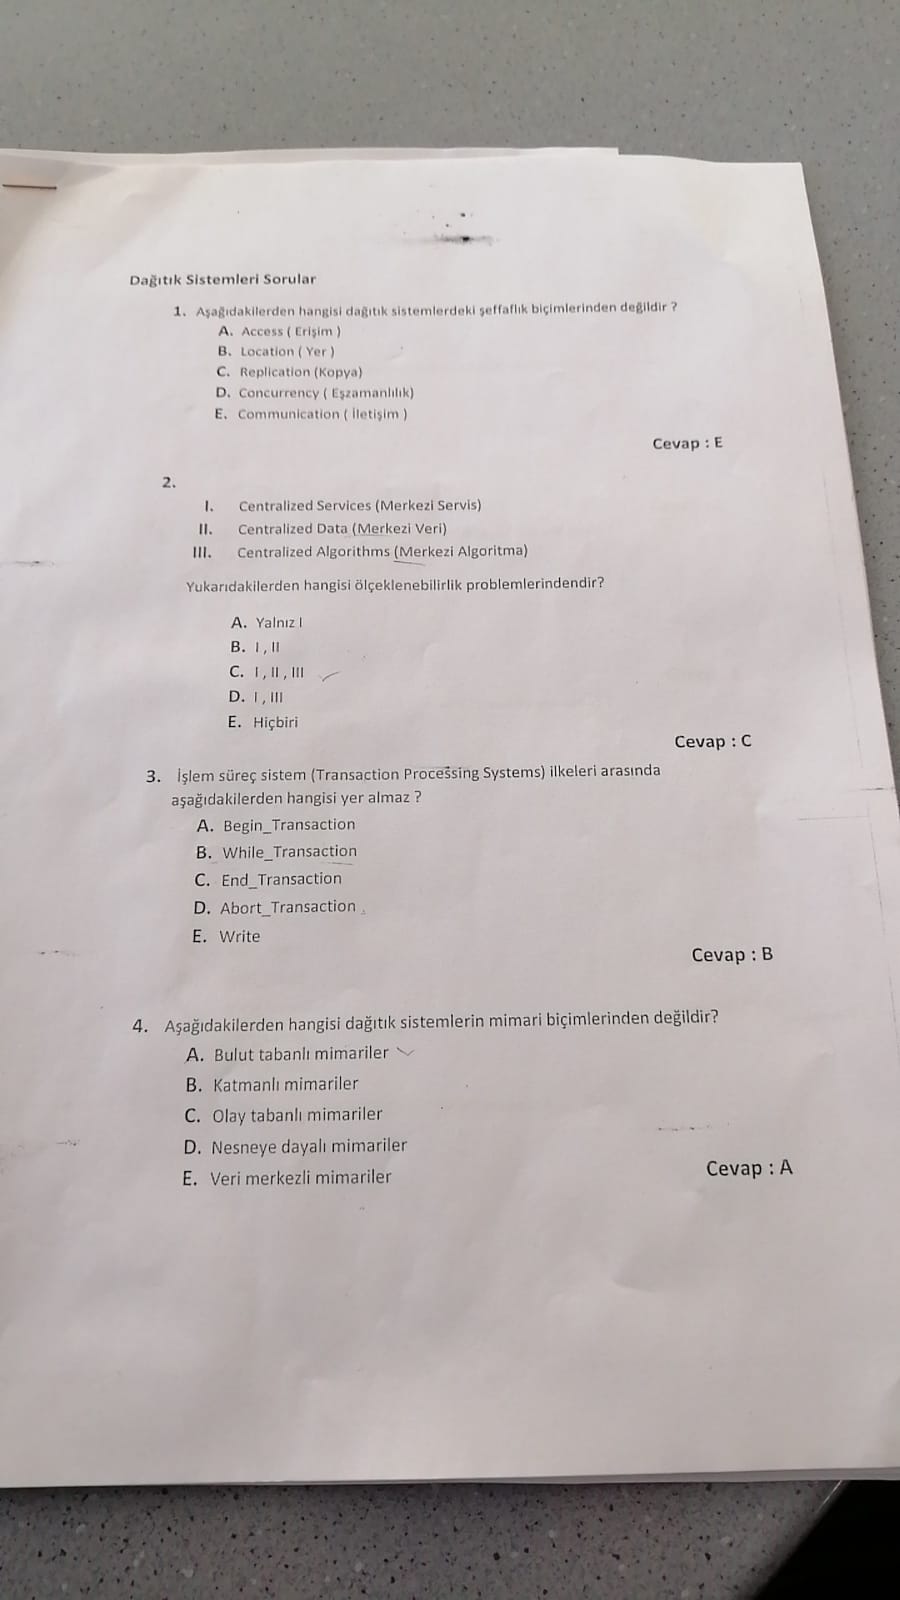 Dağıtık Sistemleri Sorular
1. Aşağıdakilerden hangisi dağıtık sistemlerdeki şeffaflık biçimlerinden değildir ?
A. Access ( Erişim )
B. Location ( Yer )
C. Replication (Kopya)
D. Concurrency ( Eşzamanlılık)
E. Communication ( İletişim )
Cevap : E
2.
I. Centralized Services (Merkezi Servis)
II. Centralized Data (Merkezi Veri)
III. Centralized Algorithms (Merkezi Algoritma)
Yukarıdakilerden hangisi ölçeklenebilirlik problemlerindendir?
A. Yalnız I
B. I , II
C. I , II , III
D. I , III
E. Hiçbiri
Cevap : C
3. İşlem süreç sistem (Transaction Processing Systems) ilkeleri arasında
aşağıdakilerden hangisi yer almaz ?
A. Begin_Transaction
B. While_Transaction
C. End_Transaction
D. Abort_Transaction
E. Write
Cevap : B
4. Aşağıdakilerden hangisi dağıtık sistemlerin mimari biçimlerinden değildir?
A. Bulut tabanlı mimariler
B. Katmanlı mimariler
C. Olay tabanlı mimariler
D. Nesneye dayalı mimariler
E. Veri merkezli mimariler
Cevap : A